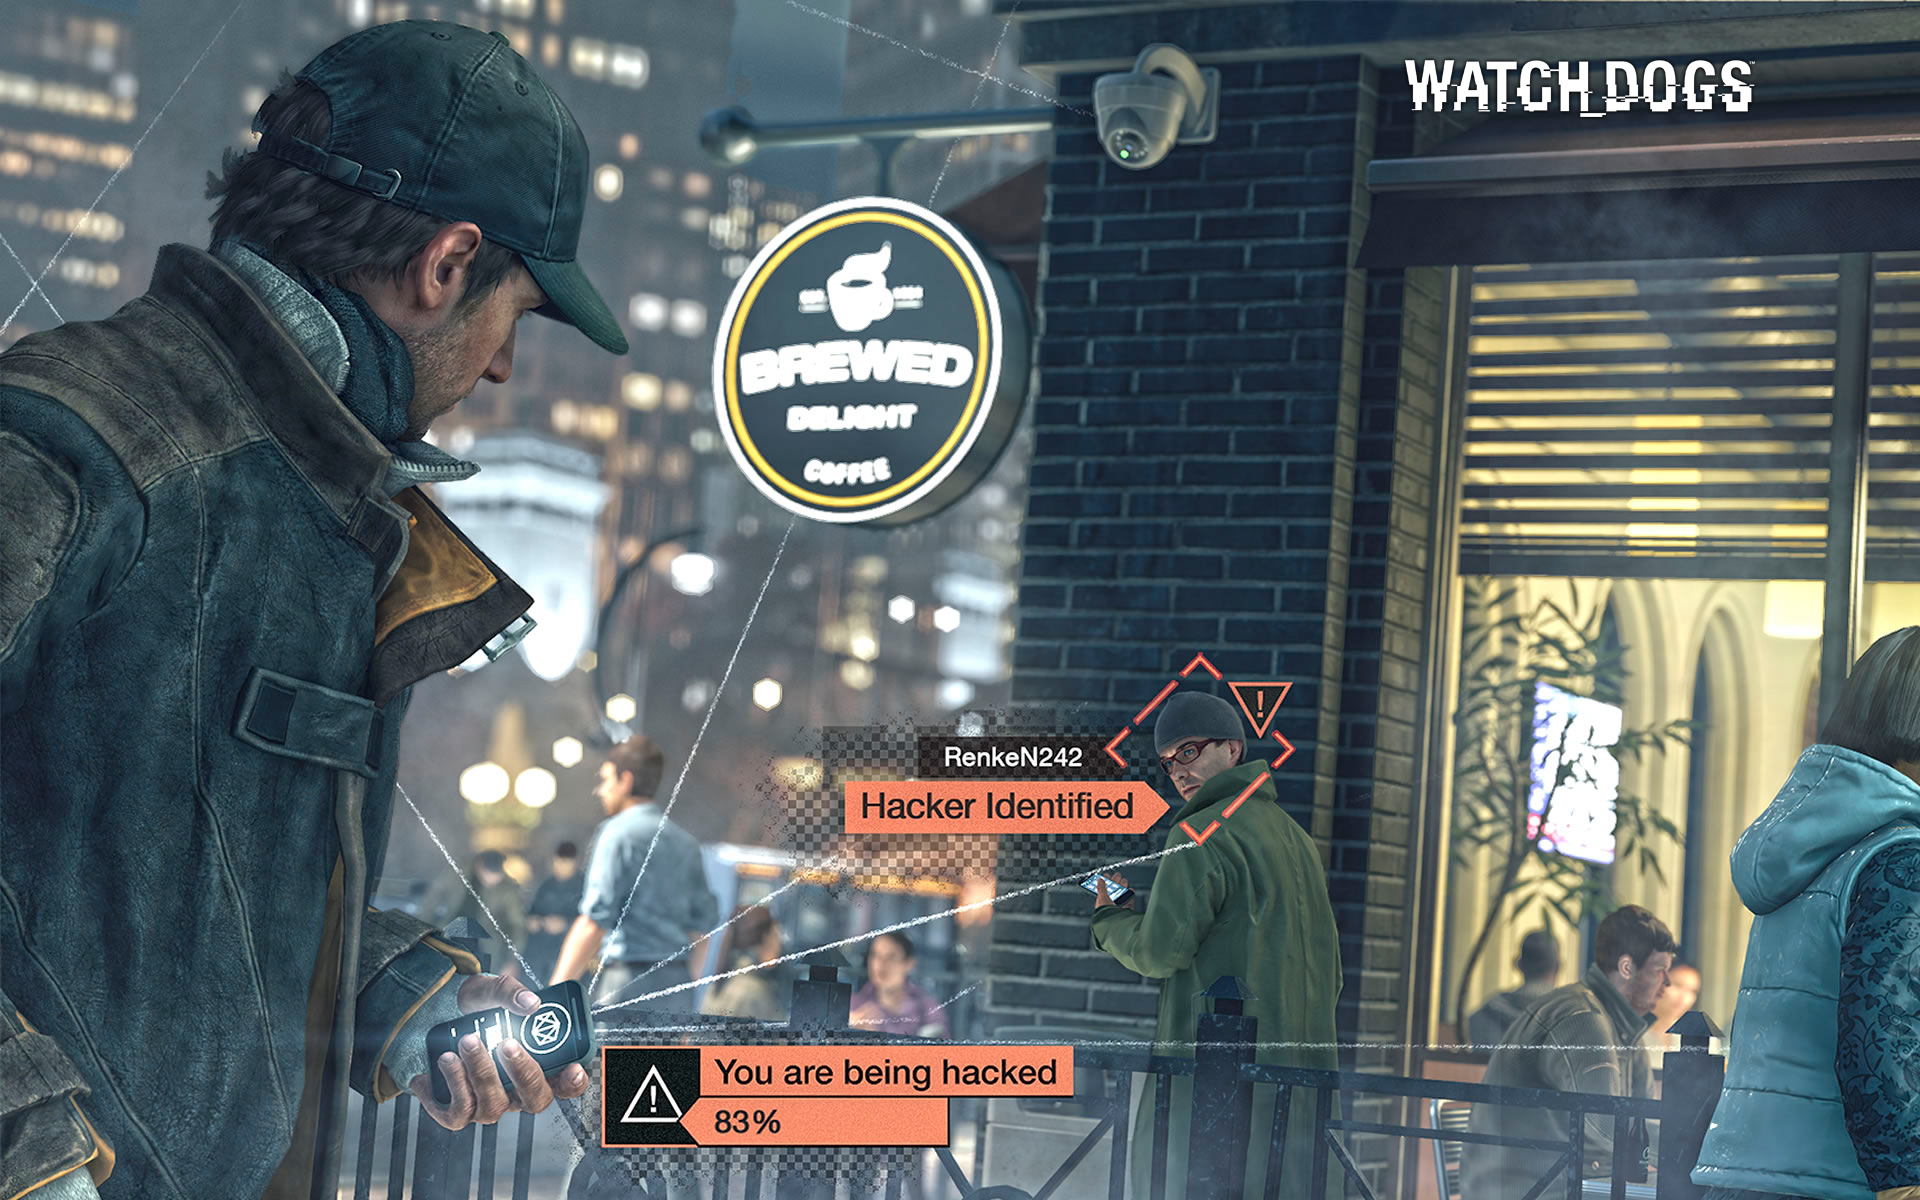 WATCH_DOGS
BREWED
DELIGHT
COFFEE
RenkeN242
Hacker Identified
You are being hacked
83%